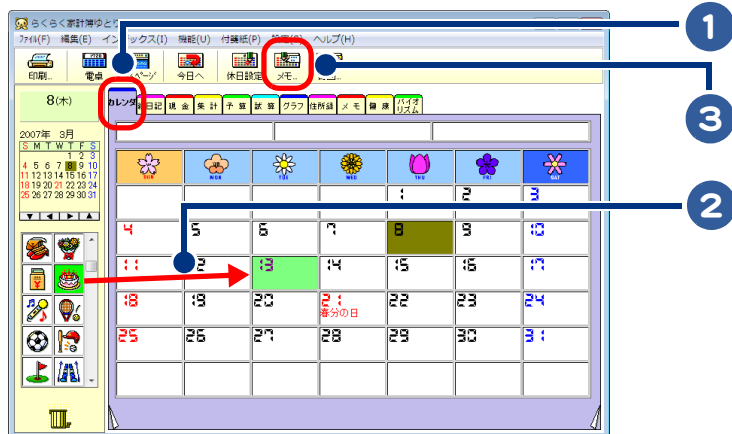 らくらく家計簿ゆとり
ファイル(F) 編集(E) インデックス(I) 機能(U) 付箋紙(P) 設定(S) ヘルプ(H)
1
印刷... 電卓 ページ 今日へ 休日設定 メモ...
3
8(木)
カレンダ 日記 現金 集計 予算 試算 グラフ 住所録 メモ 健康 バイオリズム
2007年 3月
S M T W T F S
1 2 3
4 5 6 7 8 9 10
11 12 13 14 15 16 17
18 19 20 21 22 23 24
25 26 27 28 29 30 31
SUN MON TUE WED THU FRI SAT
1 2 3
2
4 5 6 7 8 9 10
11 12 13 14 15 16 17
18 19 20 21 22 23 24
春分の日
25 26 27 28 29 30 31